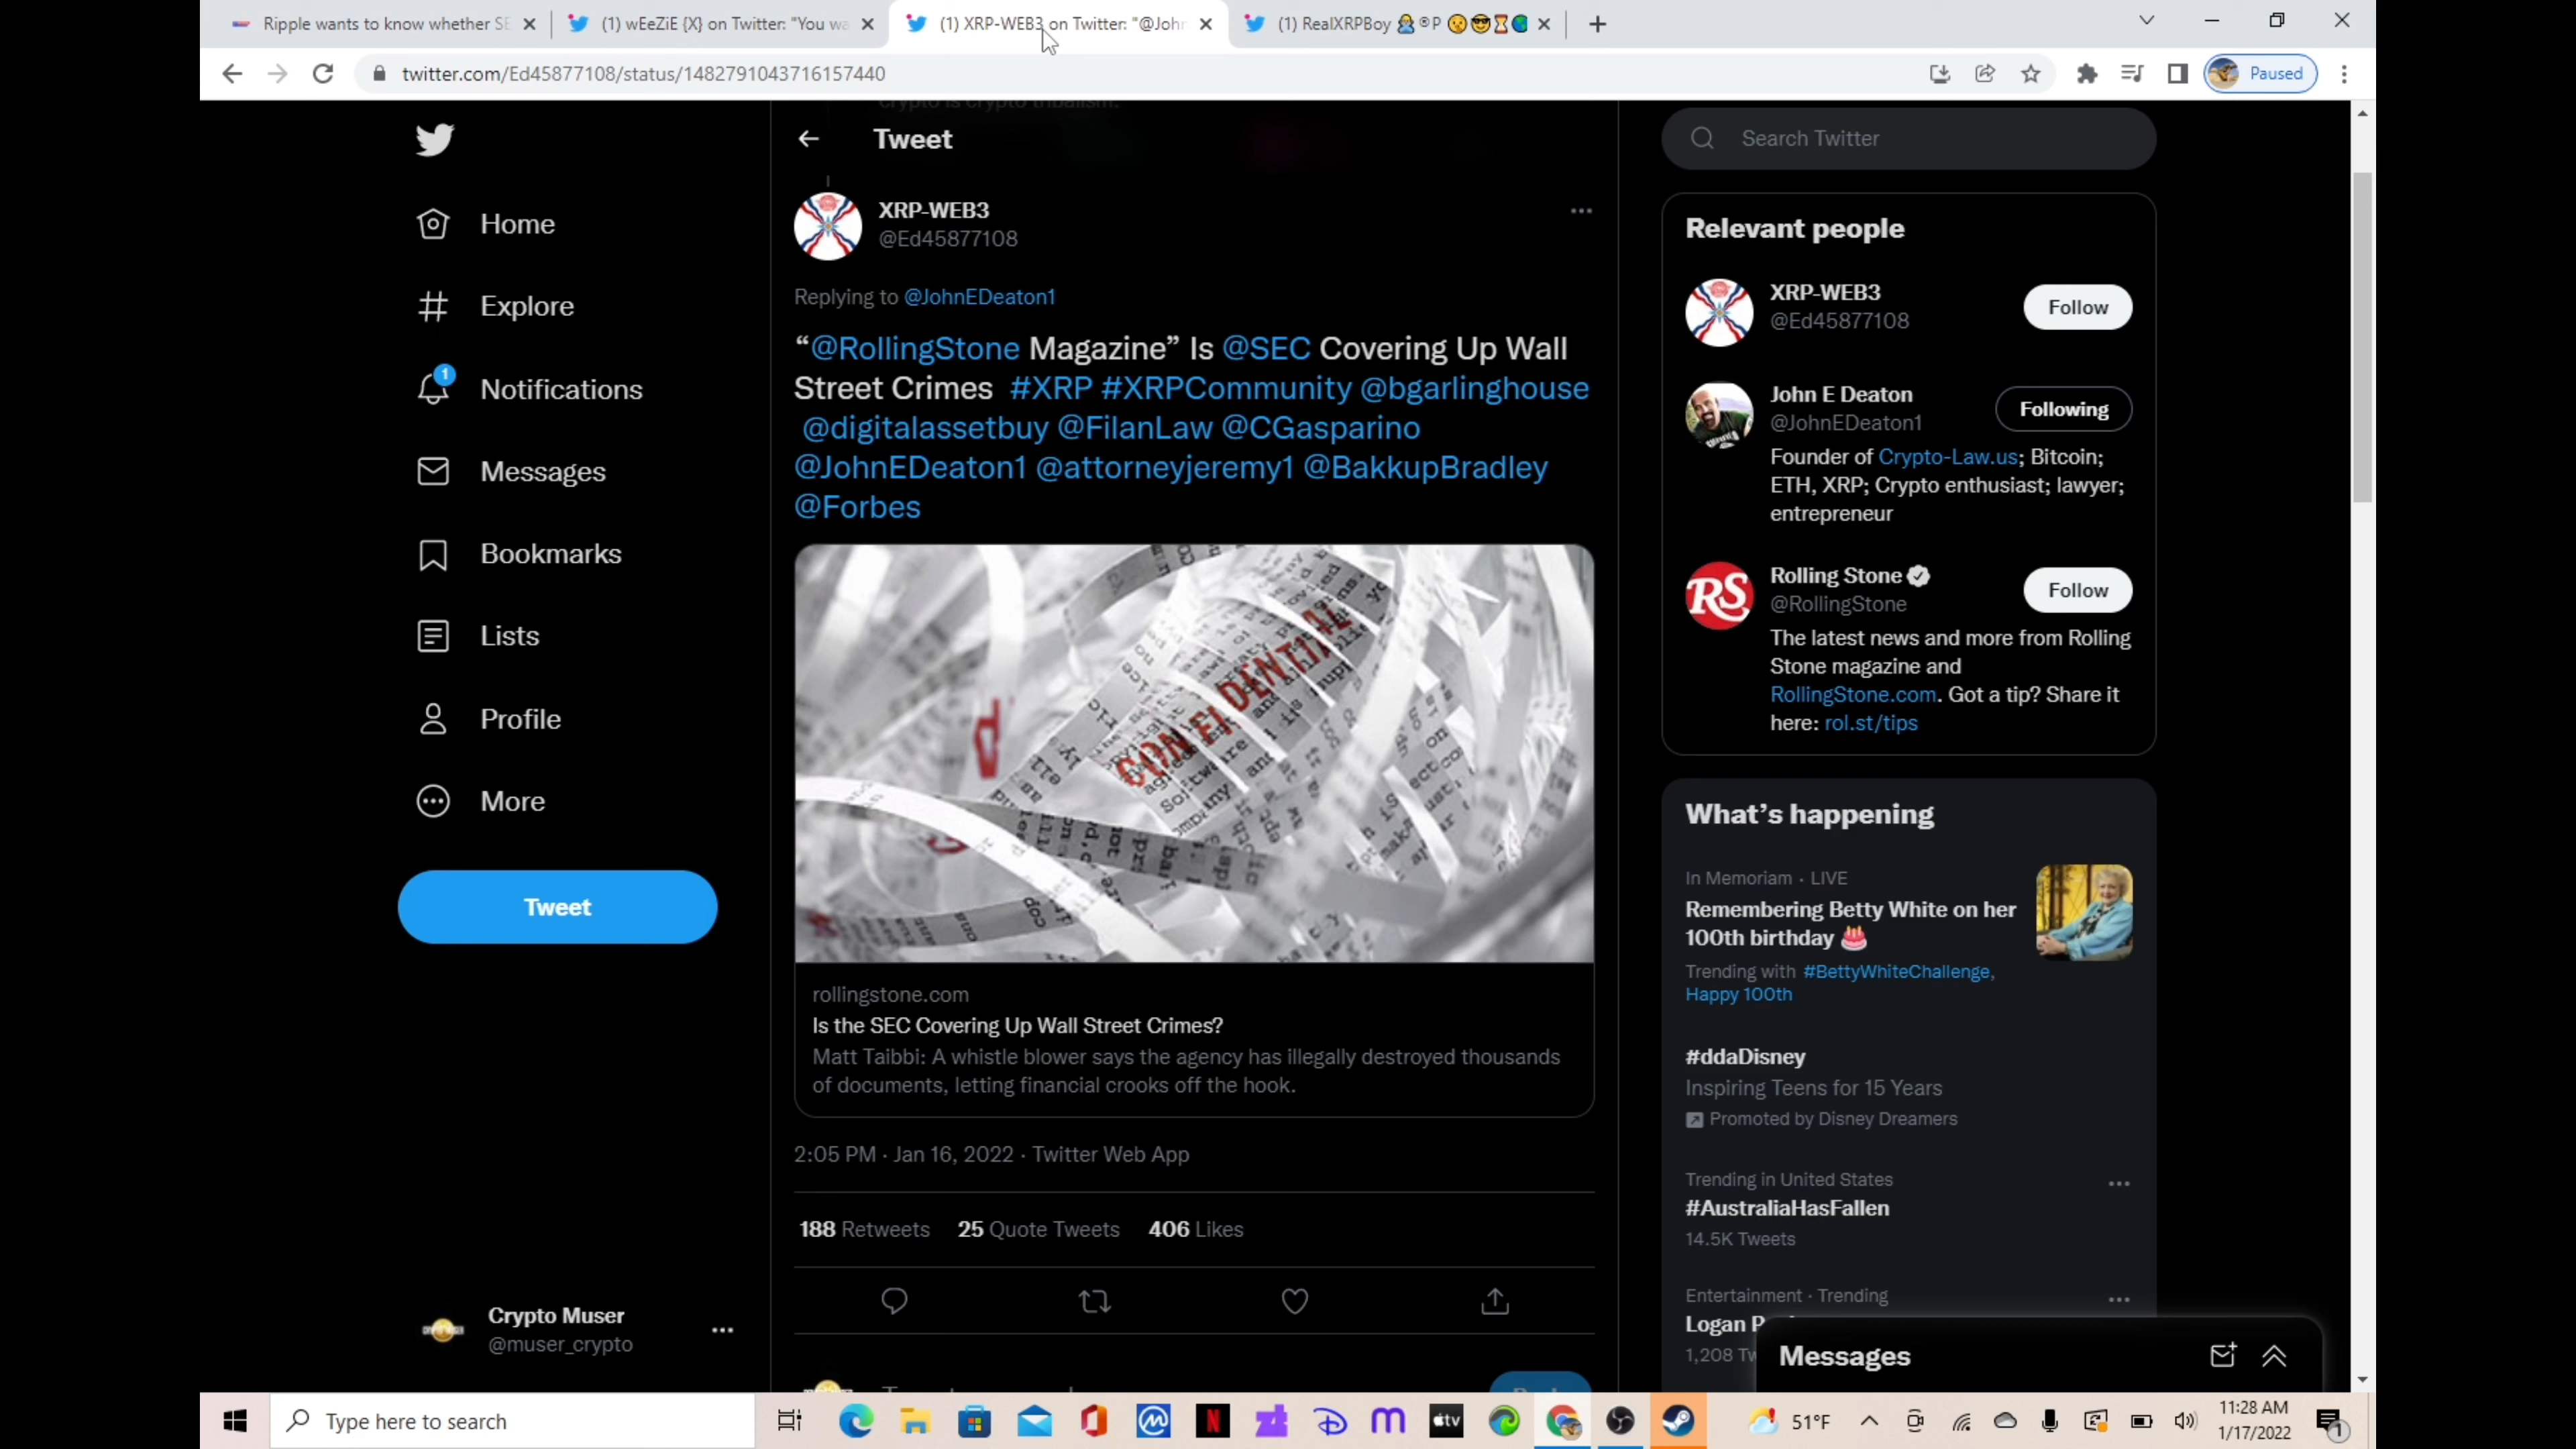 Ripple wants to know whether SE
(1) wEeZiE {X} on Twitter: "You wa
(1) XRP-WEB3 on Twitter: "@John
(1) RealXRPBoy
twitter.com/Ed45877108/status/1482791043716157440
Paused
crypto is crypto tribalism.
Tweet
Search Twitter
Home
Explore
1
Notifications
Messages
Bookmarks
Lists
Profile
More
Tweet
Crypto Muser
@muser_crypto
XRP-WEB3
@Ed45877108
Replying to @JohnEDeaton1
“@RollingStone Magazine” Is @SEC Covering Up Wall
Street Crimes #XRP #XRPCommunity @bgarlinghouse
@digitalassetbuy @FilanLaw @CGasparino
@JohnEDeaton1 @attorneyjeremy1 @BakkupBradley
@Forbes
CONFIDENTIAL
rollingstone.com
Is the SEC Covering Up Wall Street Crimes?
Matt Taibbi: A whistle blower says the agency has illegally destroyed thousands
of documents, letting financial crooks off the hook.
2:05 PM · Jan 16, 2022 · Twitter Web App
188 Retweets 25 Quote Tweets 406 Likes
Relevant people
XRP-WEB3
@Ed45877108
Follow
John E Deaton
@JohnEDeaton1
Following
Founder of Crypto-Law.us; Bitcoin;
ETH, XRP; Crypto enthusiast; lawyer;
entrepreneur
Rolling Stone
@RollingStone
Follow
RS
The latest news and more from Rolling
Stone magazine and
RollingStone.com. Got a tip? Share it
here: rol.st/tips
What’s happening
In Memoriam · LIVE
Remembering Betty White on her
100th birthday
Trending with #BettyWhiteChallenge,
Happy 100th
#ddaDisney
Inspiring Teens for 15 Years
Promoted by Disney Dreamers
Trending in United States
#AustraliaHasFallen
14.5K Tweets
Entertainment · Trending
Logan
1,208
Messages
Type here to search
tv
51°F
11:28 AM
1/17/2022
1